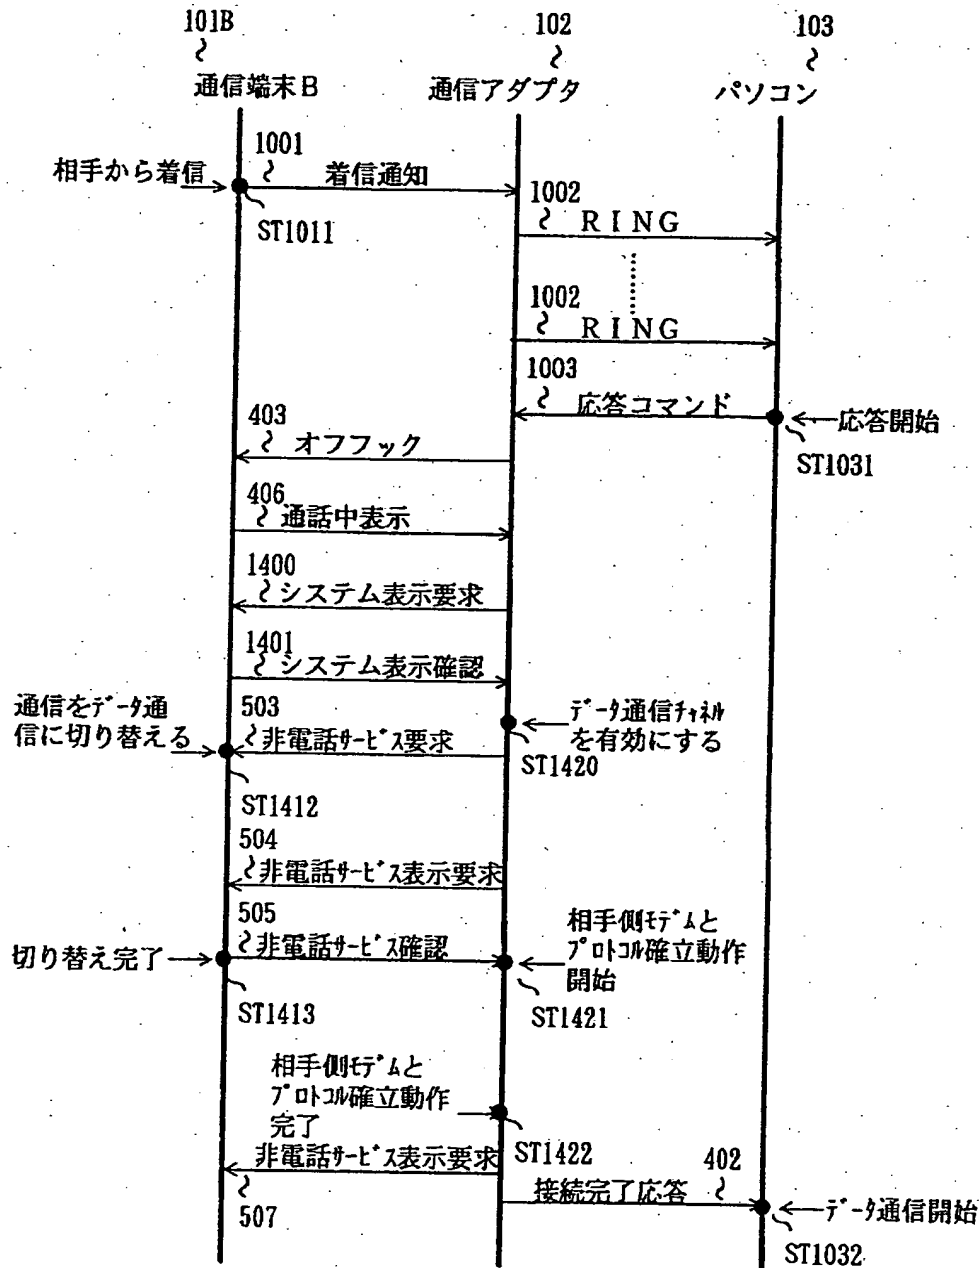 101B
102
103
通信端末B
通信アダプタ
パソコン
1001
相手から着信
着信通知
ST1011
1002
RING
1002
RING
1003
応答コマンド
応答開始
ST1031
403
オフフック
406
通話中表示
1400
システム表示要求
1401
システム表示確認
通信をデータ通
信に切り替える
503
非電話サービス要求
データ通信チャネル
を有効にする
ST1420
ST1412
504
非電話サービス表示要求
505
非電話サービス確認
切り替え完了
相手側モデムと
プロトコル確立動作
開始
ST1413
ST1421
相手側モデムと
プロトコル確立動作
完了
ST1422
非電話サービス表示要求
507
402
接続完了応答
データ通信開始
ST1032